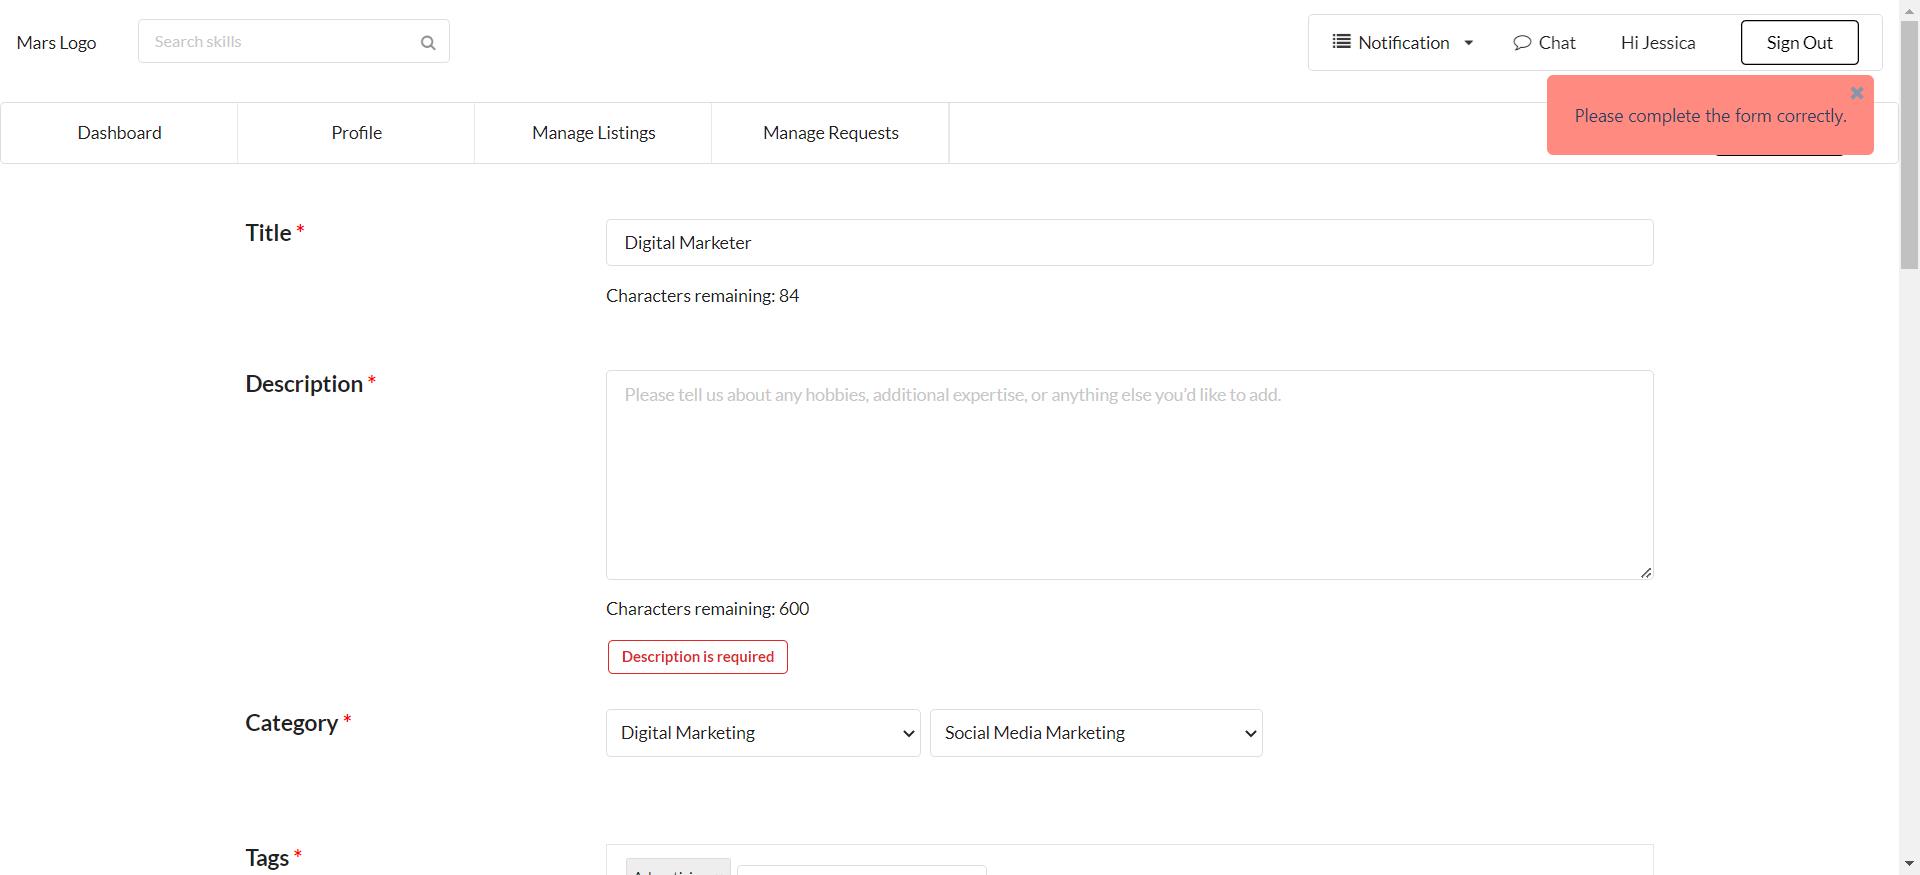 Mars Logo
Search skills
Notification
Chat
Hi Jessica
Sign Out
Please complete the form correctly.
Dashboard
Profile
Manage Listings
Manage Requests
Title *
Digital Marketer
Characters remaining: 84
Description *
Please tell us about any hobbies, additional expertise, or anything else you'd like to add.
Characters remaining: 600
Description is required
Category *
Digital Marketing
Social Media Marketing
Tags *